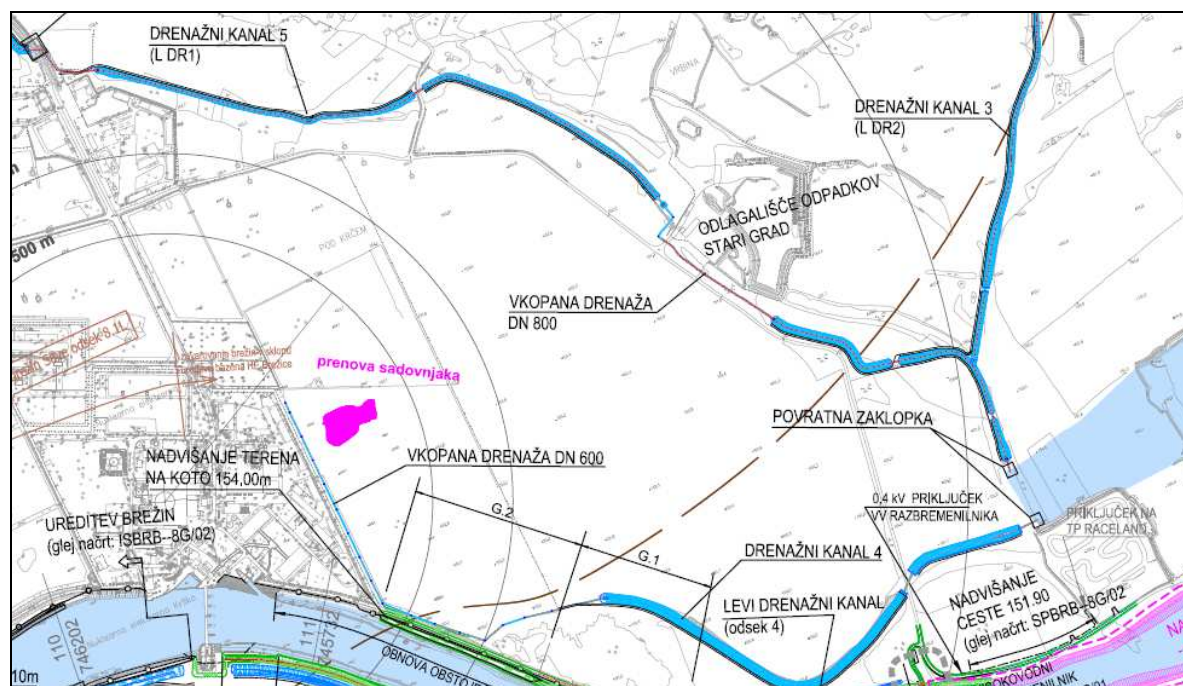 DRENAŽNI KANAL 5
(L DR1)
VRBINA
DRENAŽNI KANAL 3
(L DR2)
ODLAGALIŠČE ODPADKOV
STARI GRAD
500 m
POD KRČEM
VKOPANA DRENAŽA
DN 800
prenova sadovnjaka
POVRATNA ZAKLOPKA
NADVIŠANJE TERENA
NA KOTO 154,00m
VKOPANA DRENAŽA DN 600
0,4 kV PRIKLJUČEK
VV RAZBREMENILNIKA
PRIKLJUČEK NA
TP RACELAND
UREDITEV BREŽIN
(glej načrt: ISBRB--8G/02)
G.2
G.1
DRENAŽNI KANAL 4
LEVI DRENAŽNI KANAL
(odsek 4)
NADVIŠANJE
CESTE 151.90
(glej načrt: SPBRB--8G/02)
110
746202
111
10m